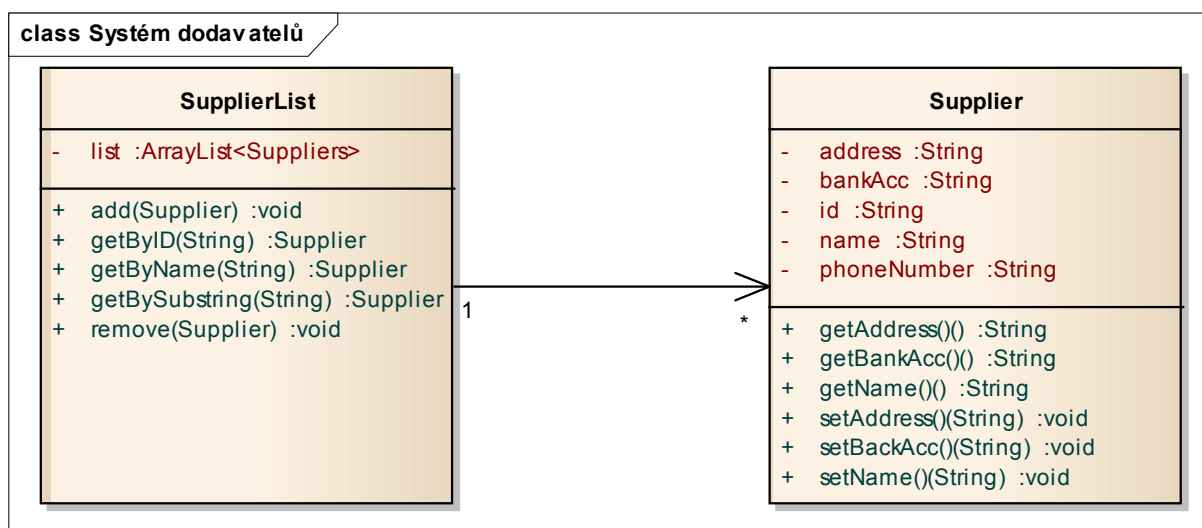 class Systém dodavatelů
SupplierList
- list :ArrayList<Suppliers>
+ add(Supplier) :void
+ getByID(String) :Supplier
+ getByName(String) :Supplier
+ getBySubstring(String) :Supplier
+ remove(Supplier) :void
1
*
Supplier
- address :String
- bankAcc :String
- id :String
- name :String
- phoneNumber :String
+ getAddress()() :String
+ getBankAcc()() :String
+ getName()() :String
+ setAddress()(String) :void
+ setBackAcc()(String) :void
+ setName()(String) :void